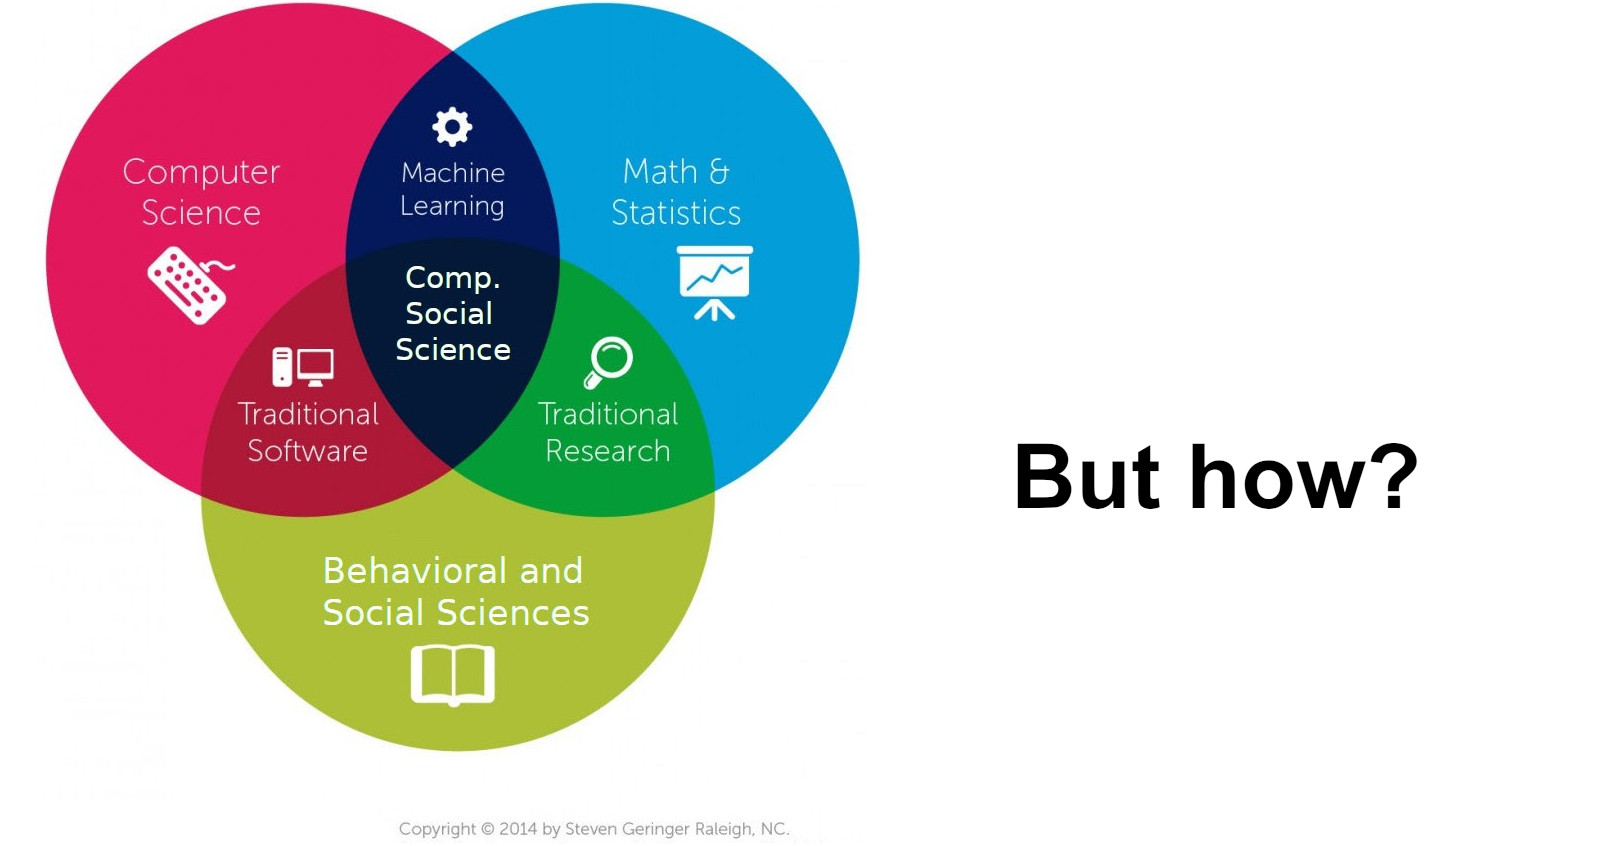 Computer
Science
Machine
Learning
Math &
Statistics
Comp.
Social
Science
Traditional
Software
Traditional
Research
Behavioral and
Social Sciences
But how?
Copyright © 2014 by Steven Geringer Raleigh, NC.